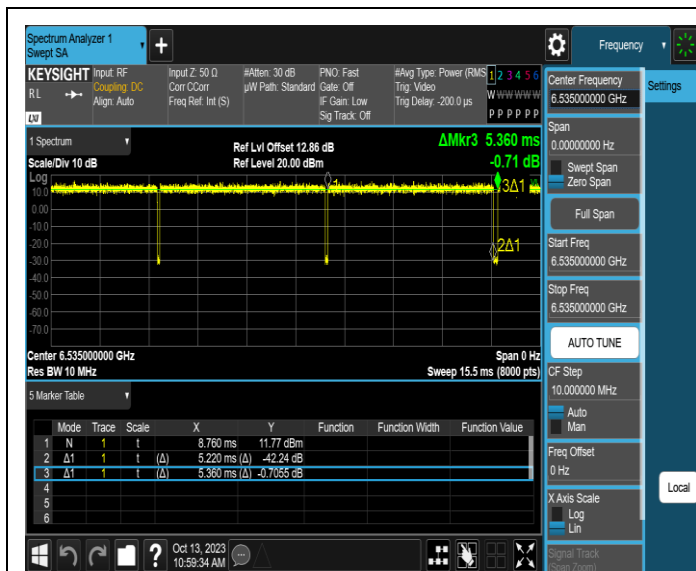 Spectrum Analyzer 1
Swept SA
Frequency
KEYSIGHT
RL
LXI
Input: RF
Coupling: DC
Align: Auto
Input Z: 50 Ω
Corr CCorr
Freq Ref: Int (S)
#Atten: 30 dB
µW Path: Standard
PNO: Fast
Gate: Off
IF Gain: Low
Sig Track: Off
#Avg Type: Power (RMS
Trig: Video
Trig Delay: -200.0 µs
1 2 3 4 5 6
W W W W W W
P P P P P P
1 Spectrum
Scale/Div 10 dB
Ref Lvl Offset 12.86 dB
Ref Level 20.00 dBm
ΔMkr3 5.360 ms
-0.71 dB
Log
10.0
0.00
-10.0
-20.0
-30.0
-40.0
-50.0
-60.0
-70.0
1
3Δ1
2Δ1
Center 6.535000000 GHz
Res BW 10 MHz
Span 0 Hz
Sweep 15.5 ms (8000 pts)
5 Marker Table
Mode Trace Scale X Y Function Function Width Function Value
1 N 1 t 8.760 ms 11.77 dBm
2 Δ1 1 t (Δ) 5.220 ms (Δ) -42.24 dB
3 Δ1 1 t (Δ) 5.360 ms (Δ) -0.7055 dB
4
5
6
Oct 13, 2023
10:59:34 AM
Center Frequency
6.535000000 GHz
Settings
Span
0.00000000 Hz
Swept Span
Zero Span
Full Span
Start Freq
6.535000000 GHz
Stop Freq
6.535000000 GHz
AUTO TUNE
CF Step
10.000000 MHz
Auto
Man
Freq Offset
0 Hz
X Axis Scale
Log
Lin
Local
Signal Track
(Span Zoom)